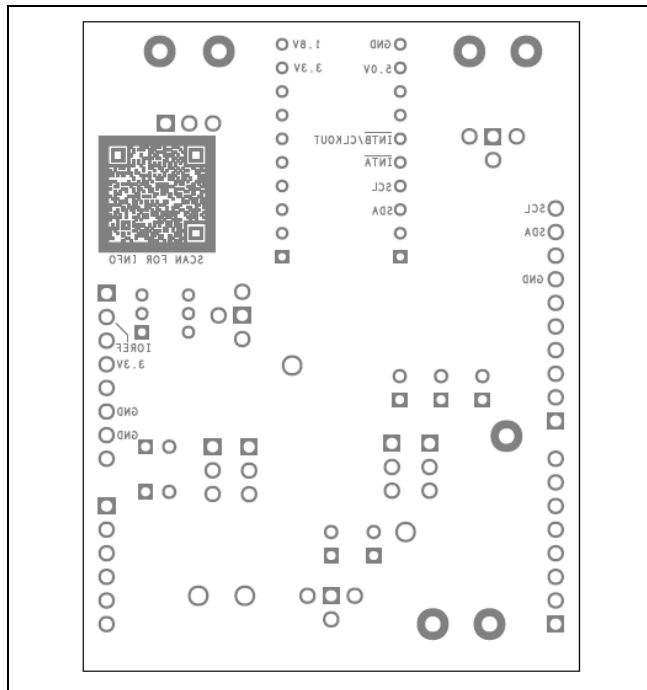 1.8V
GND
3.3V
5.0V
INTB/CLKOUT
INTA
SCL
SDA
SCL
SDA
GND
SCAN FOR INFO
IOREF
3.3V
GND
GND